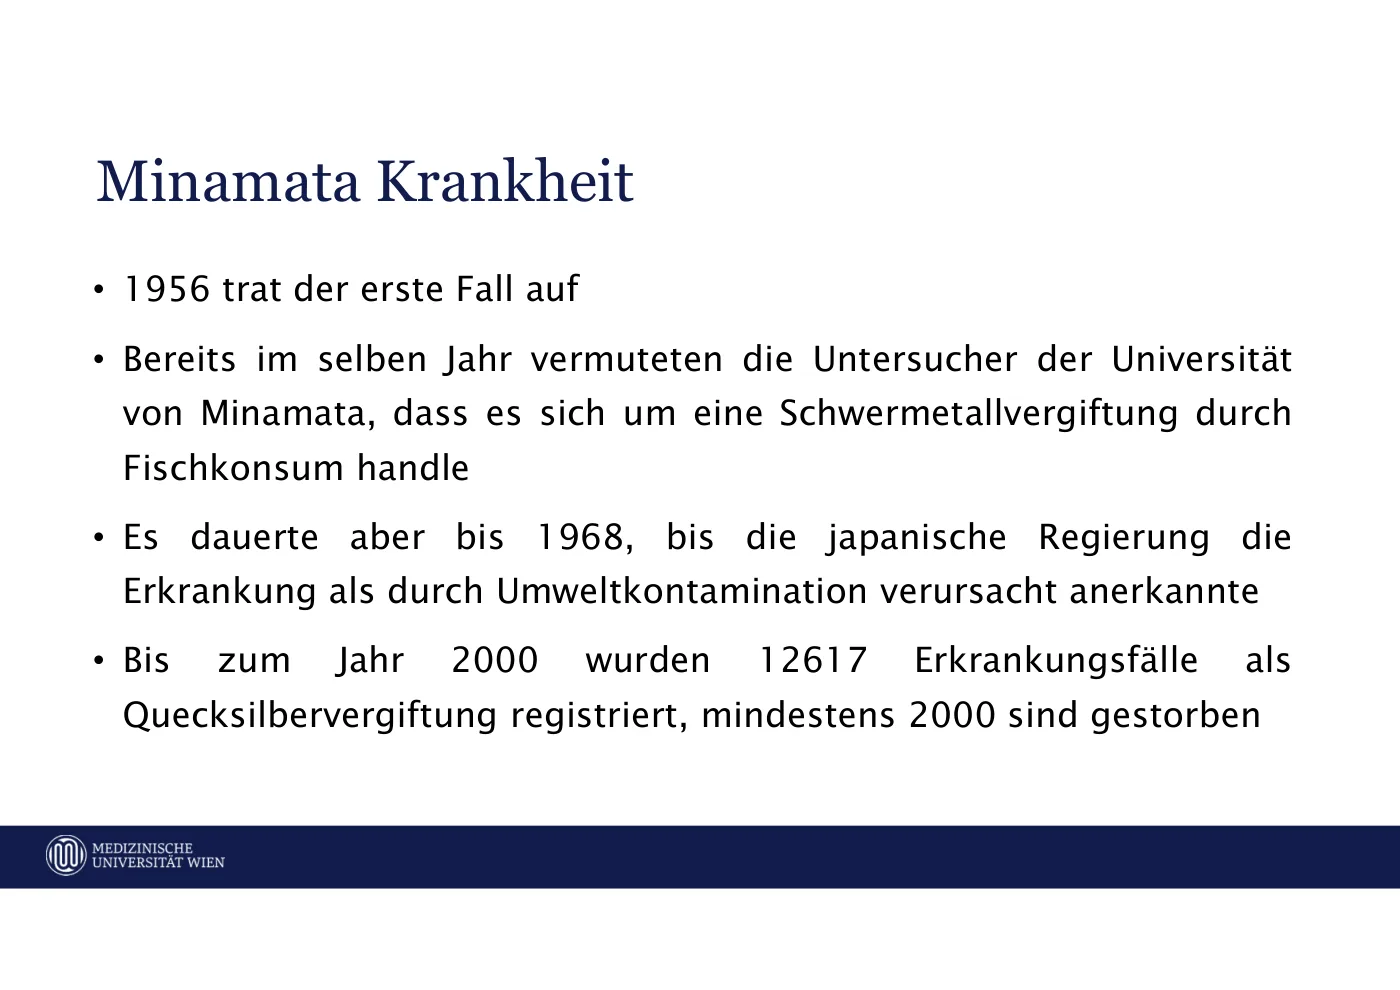 Minamata Krankheit
• 1956 trat der erste Fall auf
• Bereits im selben Jahr vermuteten die Untersucher der Universität
von Minamata, dass es sich um eine Schwermetallvergiftung durch
Fischkonsum handle
• Es dauerte aber bis 1968, bis die japanische Regierung die
Erkrankung als durch Umweltkontamination verursacht anerkannte
• Bis zum Jahr 2000 wurden 12617 Erkrankungsfälle als
Quecksilbervergiftung registriert, mindestens 2000 sind gestorben
MEDIZINISCHE
UNIVERSITÄT WIEN